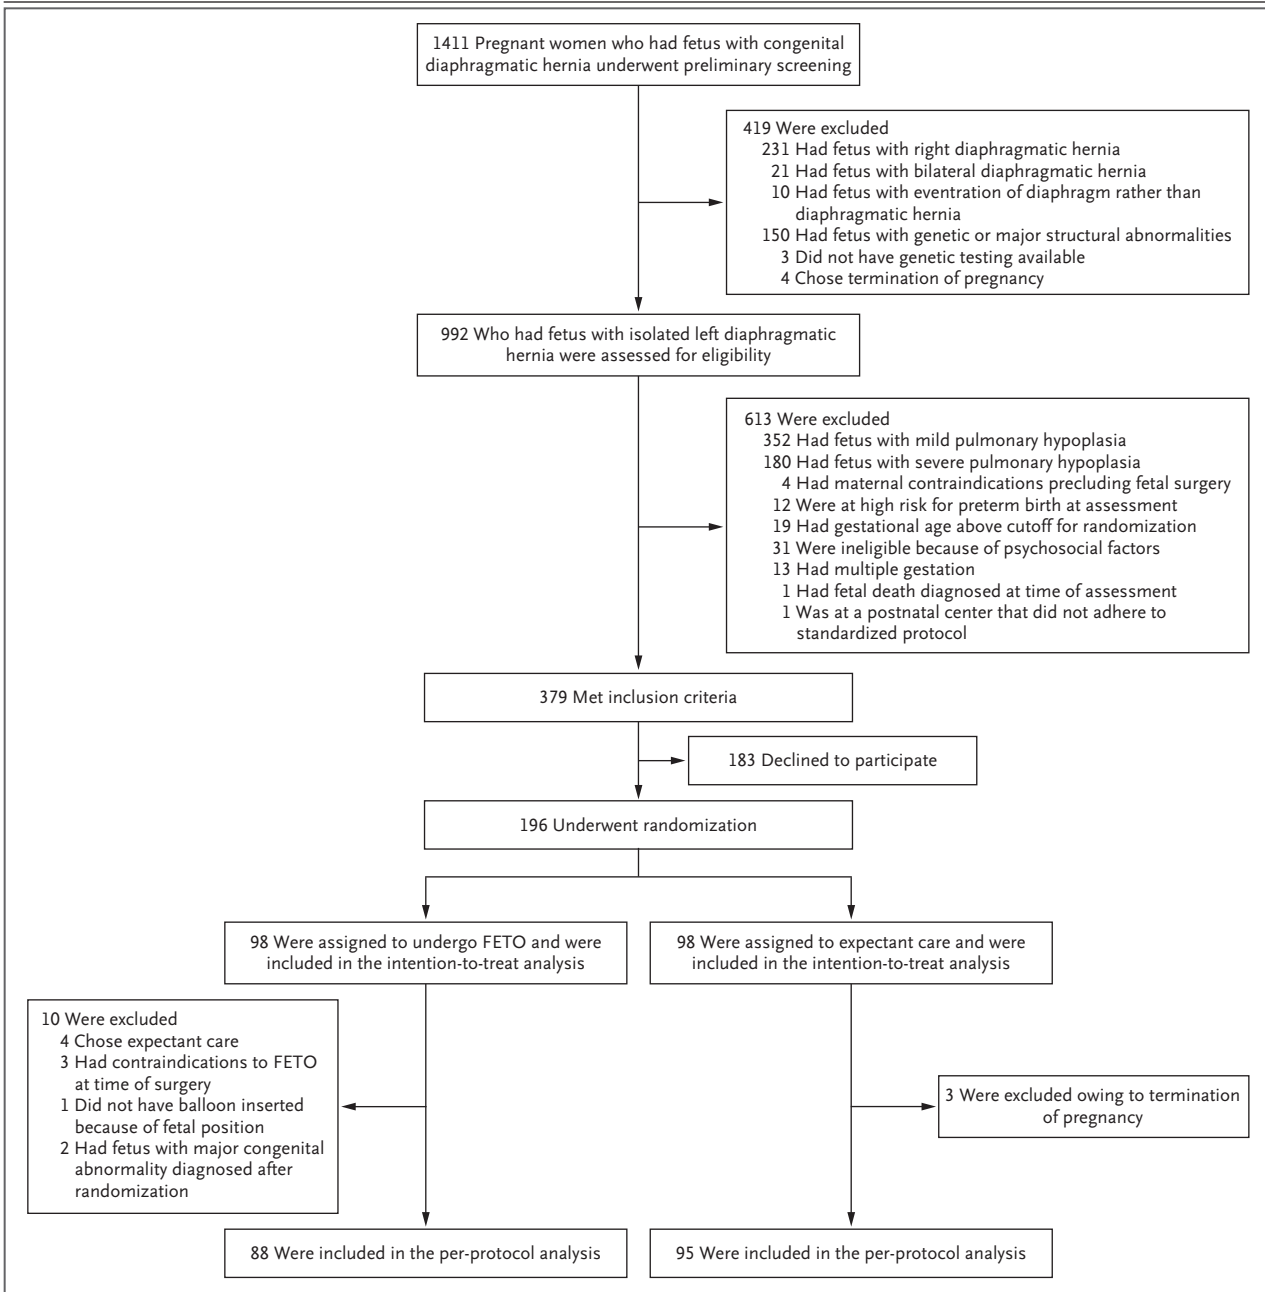 1411 Pregnant women who had fetus with congenital
diaphragmatic hernia underwent preliminary screening
419 Were excluded
231 Had fetus with right diaphragmatic hernia
21 Had fetus with bilateral diaphragmatic hernia
10 Had fetus with eventration of diaphragm rather than
diaphragmatic hernia
150 Had fetus with genetic or major structural abnormalities
3 Did not have genetic testing available
4 Chose termination of pregnancy
992 Who had fetus with isolated left diaphragmatic
hernia were assessed for eligibility
613 Were excluded
352 Had fetus with mild pulmonary hypoplasia
180 Had fetus with severe pulmonary hypoplasia
4 Had maternal contraindications precluding fetal surgery
12 Were at high risk for preterm birth at assessment
19 Had gestational age above cutoff for randomization
31 Were ineligible because of psychosocial factors
13 Had multiple gestation
1 Had fetal death diagnosed at time of assessment
1 Was at a postnatal center that did not adhere to
standardized protocol
379 Met inclusion criteria
183 Declined to participate
196 Underwent randomization
98 Were assigned to undergo FETO and were
included in the intention-to-treat analysis
98 Were assigned to expectant care and were
included in the intention-to-treat analysis
10 Were excluded
4 Chose expectant care
3 Had contraindications to FETO
at time of surgery
1 Did not have balloon inserted
because of fetal position
2 Had fetus with major congenital
abnormality diagnosed after
randomization
3 Were excluded owing to termination
of pregnancy
88 Were included in the per-protocol analysis
95 Were included in the per-protocol analysis